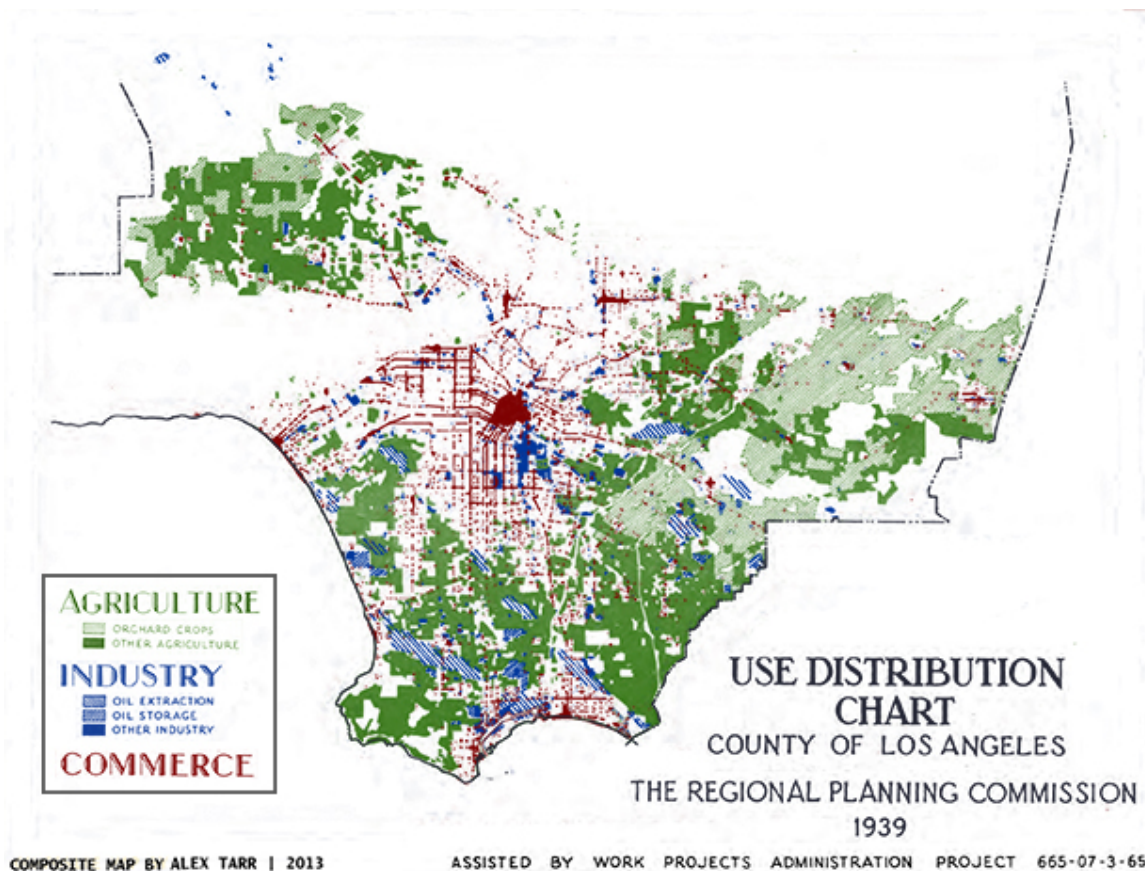 AGRICULTURE
ORCHARD CROPS
OTHER AGRICULTURE
INDUSTRY
OIL EXTRACTION
OIL STORAGE
OTHER INDUSTRY
COMMERCE
USE DISTRIBUTION
CHART
COUNTY OF LOS ANGELES
THE REGIONAL PLANNING COMMISSION
1939
COMPOSITE MAP BY ALEX TARR | 2013
ASSISTED BY WORK PROJECTS ADMINISTRATION PROJECT 665-07-3-65